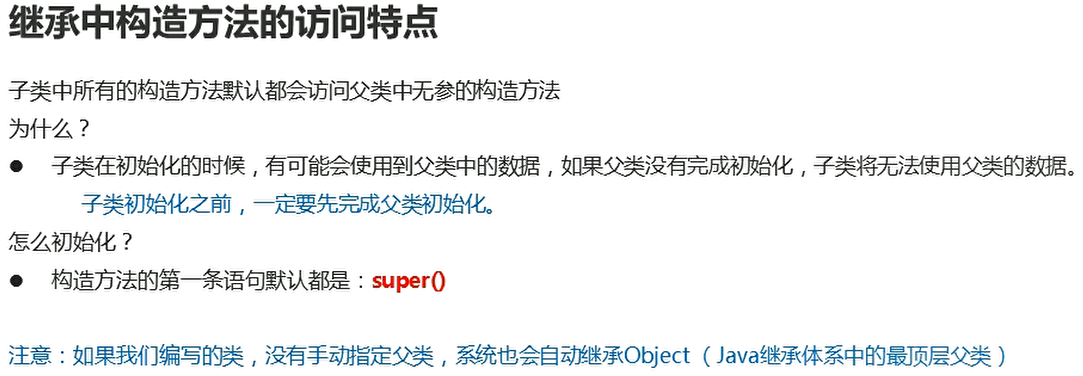 继承中构造方法的访问特点
子类中所有的构造方法默认都会访问父类中无参的构造方法
为什么？
● 子类在初始化的时候，有可能会使用到父类中的数据，如果父类没有完成初始化，子类将无法使用父类的数据。
子类初始化之前，一定要先完成父类初始化。
怎么初始化？
● 构造方法的第一条语句默认都是：super()
注意：如果我们编写的类，没有手动指定父类，系统也会自动继承Object（Java继承体系中的最顶层父类）